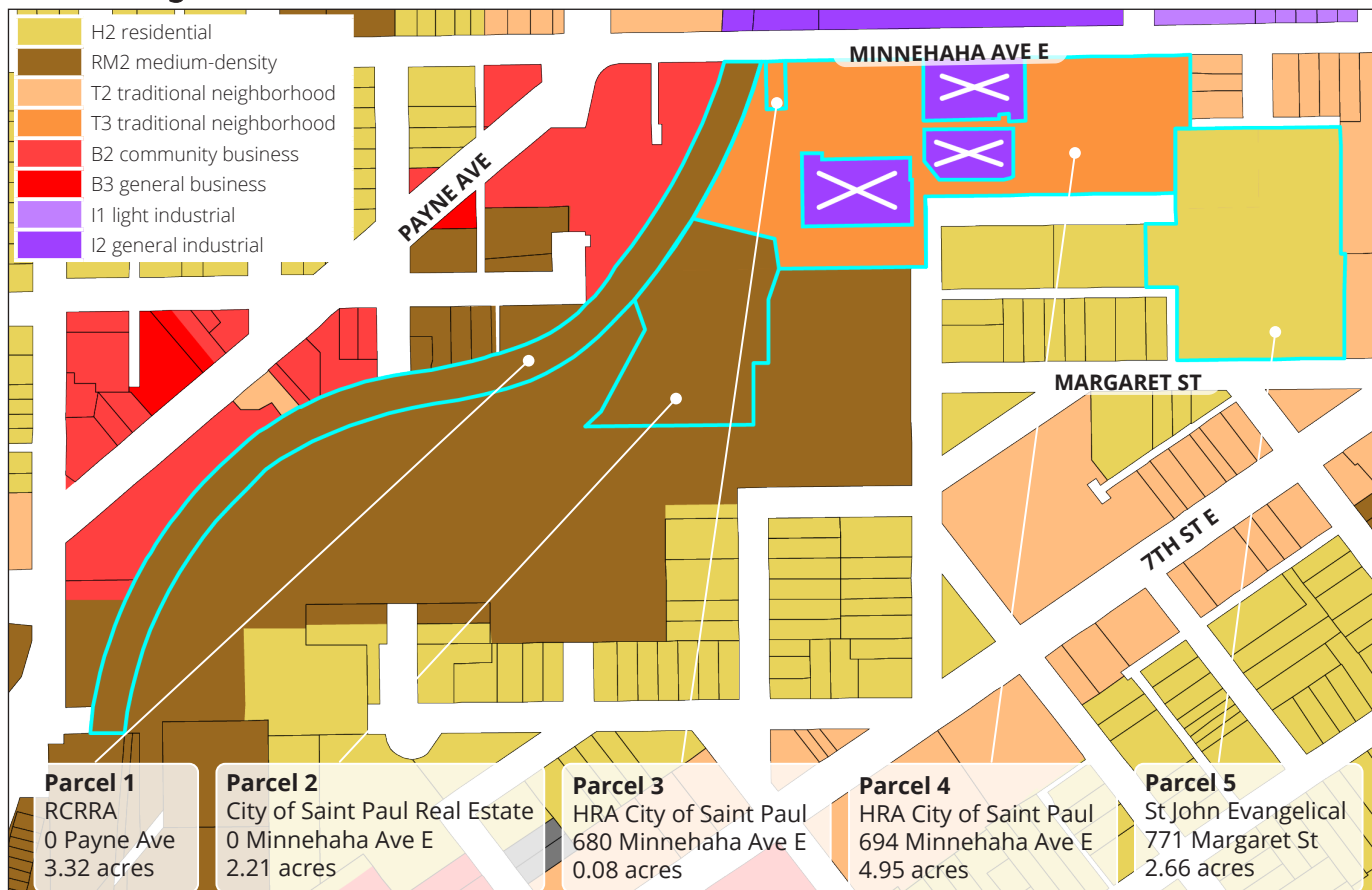 H2 residential
RM2 medium-density
T2 traditional neighborhood
T3 traditional neighborhood
B2 community business
B3 general business
I1 light industrial
I2 general industrial
MINNEHAHA AVE E
PAYNE AVE
MARGARET ST
7TH ST E
Parcel 1
RCRRA
0 Payne Ave
3.32 acres
Parcel 2
City of Saint Paul Real Estate
0 Minnehaha Ave E
2.21 acres
Parcel 3
HRA City of Saint Paul
680 Minnehaha Ave E
0.08 acres
Parcel 4
HRA City of Saint Paul
694 Minnehaha Ave E
4.95 acres
Parcel 5
St John Evangelical
771 Margaret St
2.66 acres